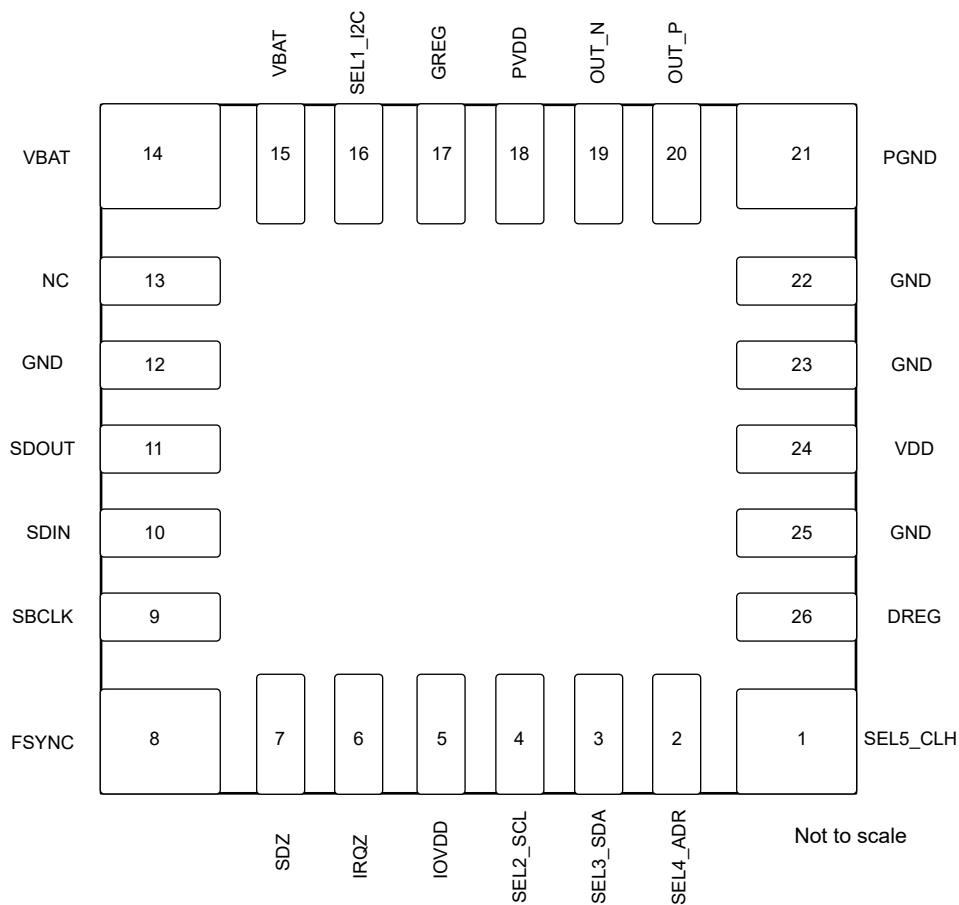 VBAT
SEL1_I2C
GREG
PVDD
OUT_N
OUT_P
VBAT 14 15 16 17 18 19 20 21 PGND
NC 13 22 GND
GND 12 23 GND
SDOUT 11 24 VDD
SDIN 10 25 GND
SBCLK 9 26 DREG
FSYNC 8 7 6 5 4 3 2 1 SEL5_CLH
SDZ
IRQZ
IOVDD
SEL2_SCL
SEL3_SDA
SEL4_ADR
Not to scale